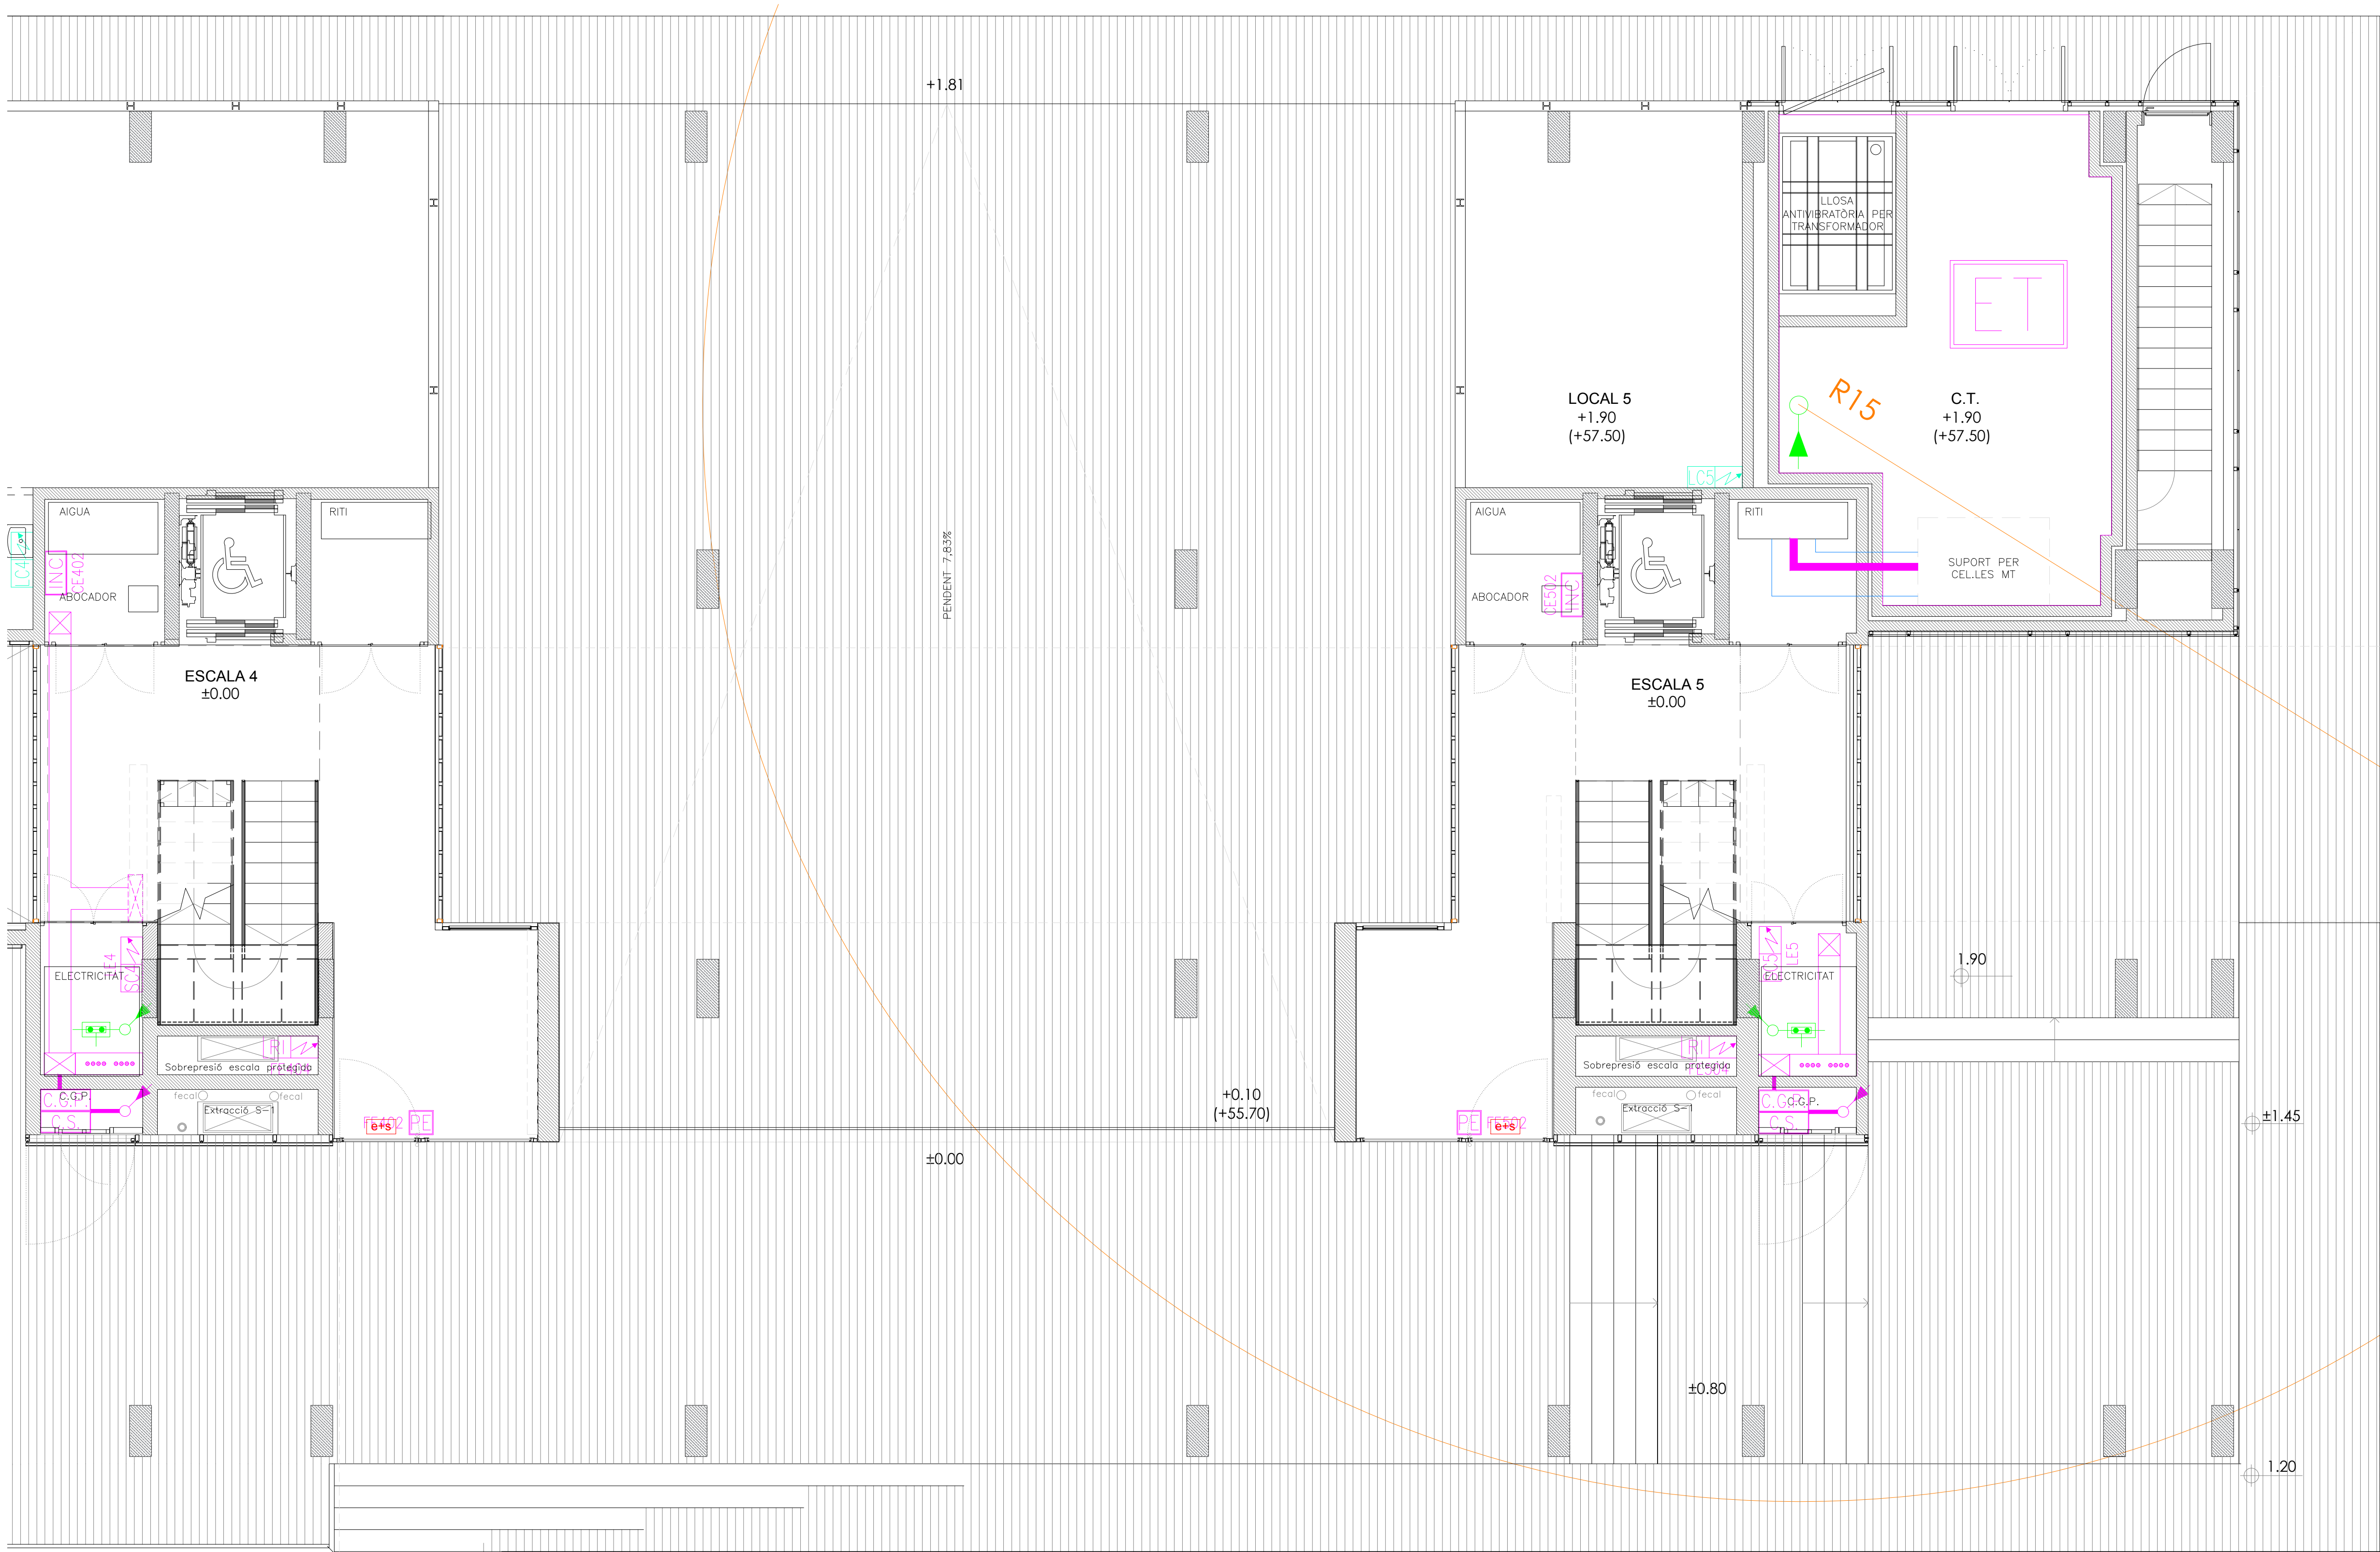 +1.81
LLOSA
ANTIVIBRATÒRIA PER
TRANSFORMADOR
ET
R15
LOCAL 5
+1.90
(+57.50)
C.T.
+1.90
(+57.50)
LC5
AIGUA
RITI
AIGUA
RITI
LC4
INC
CE402
ABOCADOR
PENDENT 7,83%
ABOCADOR
CE502
INC
SUPORT PER
CEL.LES MT
ESCALA 4
±0.00
ESCALA 5
±0.00
SC4
ELECTRICITAT
LE5
ELECTRICITAT
1.90
RI
Sobrepresió escala protegida
RI
Sobrepresió escala protegida
C.G.P.
C.G.P.
C.S.
fecal
fecal
Extracció S-1
FE402
e+s
PE
+0.10
(+55.70)
±0.00
PE
FE502
e+s
fecal
fecal
Extracció S-1
C.G.P.
C.G.P.
C.S.
±1.45
±0.80
1.20